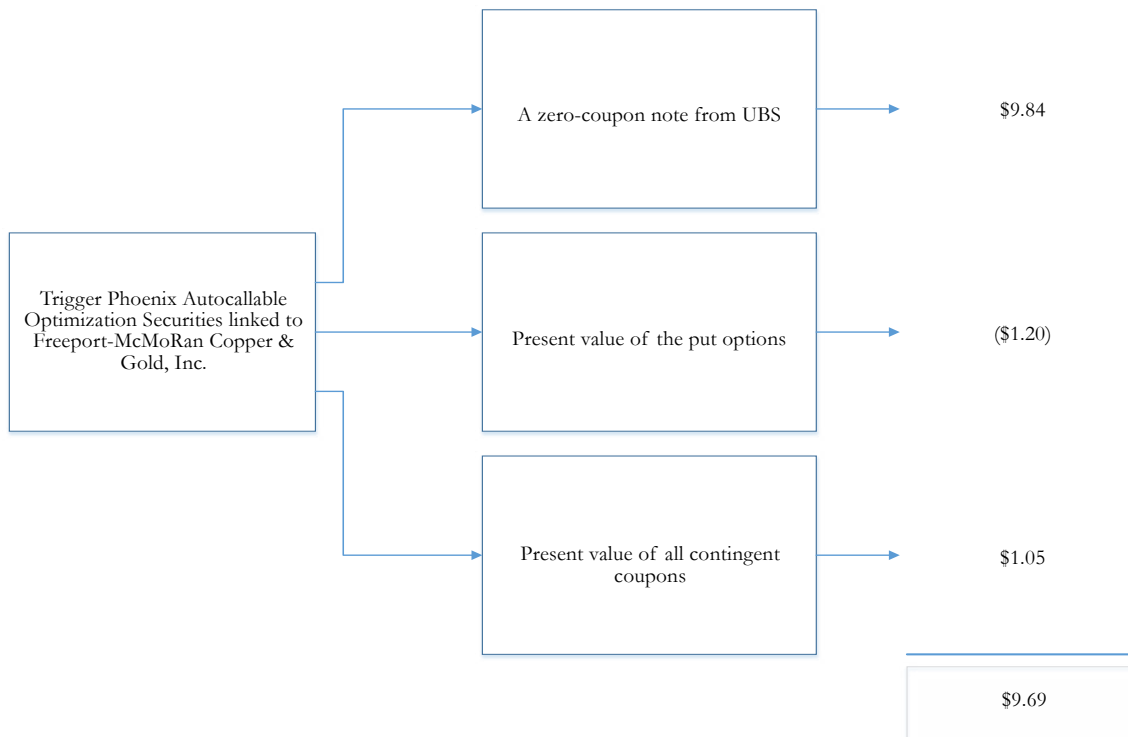 A zero-coupon note from UBS
$9.84
Trigger Phoenix Autocallable
Optimization Securities linked to
Freeport-McMoRan Copper &
Gold, Inc.
Present value of the put options
($1.20)
Present value of all contingent
coupons
$1.05
$9.69